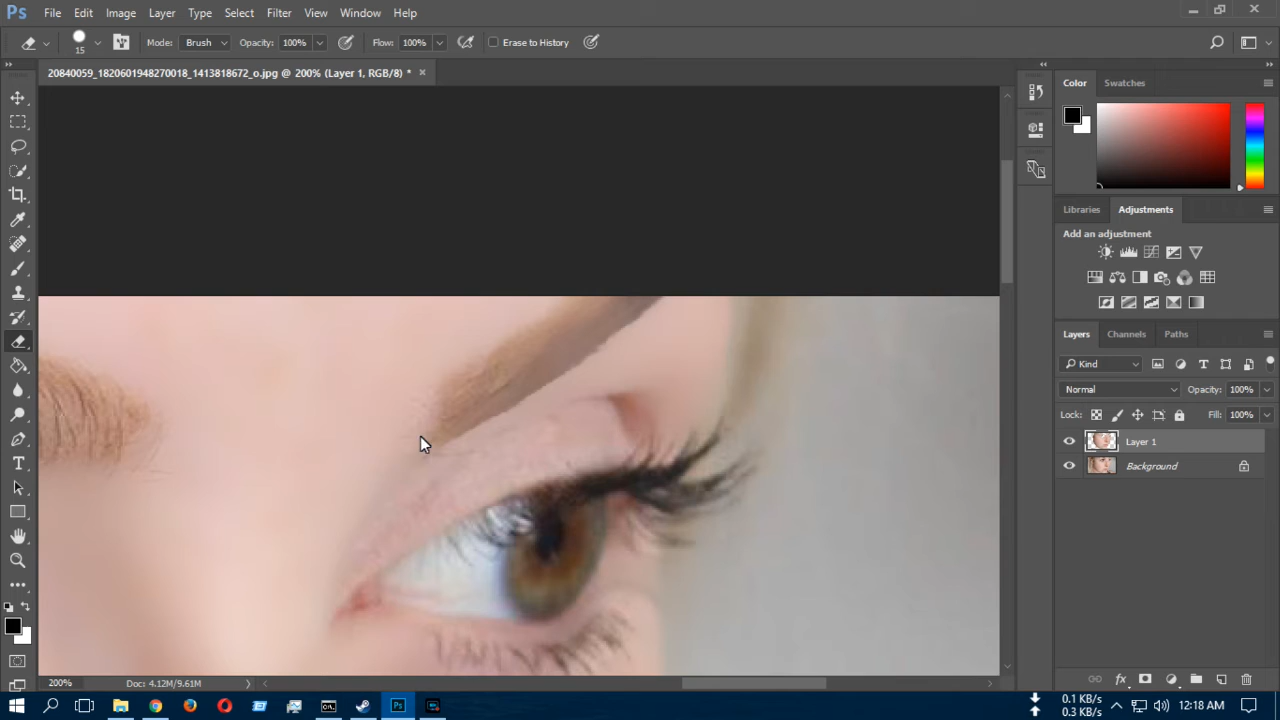 Ps File Edit Image Layer Type Select Filter View Window Help
15 Mode: Brush Opacity: 100% Flow: 100% Erase to History
20840059_1820601948270018_1413818672_o.jpg @ 200% (Layer 1, RGB/8) *
Color Swatches
Libraries Adjustments
Add an adjustment
Layers Channels Paths
Kind
Normal Opacity: 100%
Lock: Fill: 100%
Layer 1
Background
200% Doc: 4.12M/9.61M
0.1 KB/s
0.3 KB/s
12:18 AM